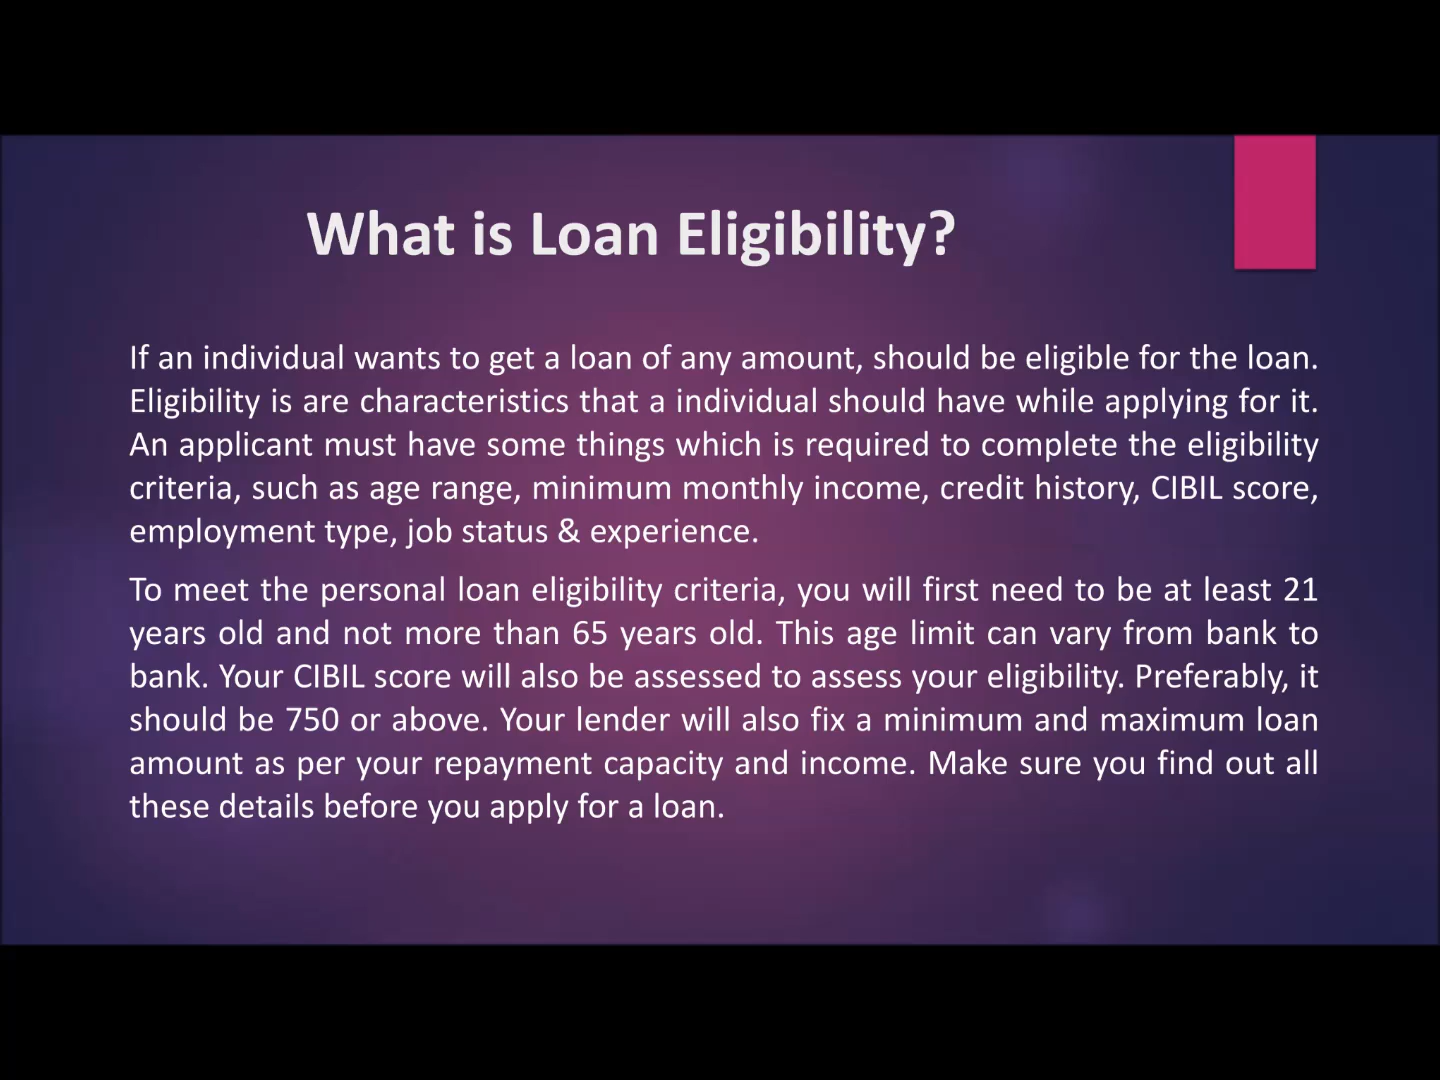 What is Loan Eligibility?
If an individual wants to get a loan of any amount, should be eligible for the loan.
Eligibility is are characteristics that a individual should have while applying for it.
An applicant must have some things which is required to complete the eligibility
criteria, such as age range, minimum monthly income, credit history, CIBIL score,
employment type, job status & experience.
To meet the personal loan eligibility criteria, you will first need to be at least 21
years old and not more than 65 years old. This age limit can vary from bank to
bank. Your CIBIL score will also be assessed to assess your eligibility. Preferably, it
should be 750 or above. Your lender will also fix a minimum and maximum loan
amount as per your repayment capacity and income. Make sure you find out all
these details before you apply for a loan.